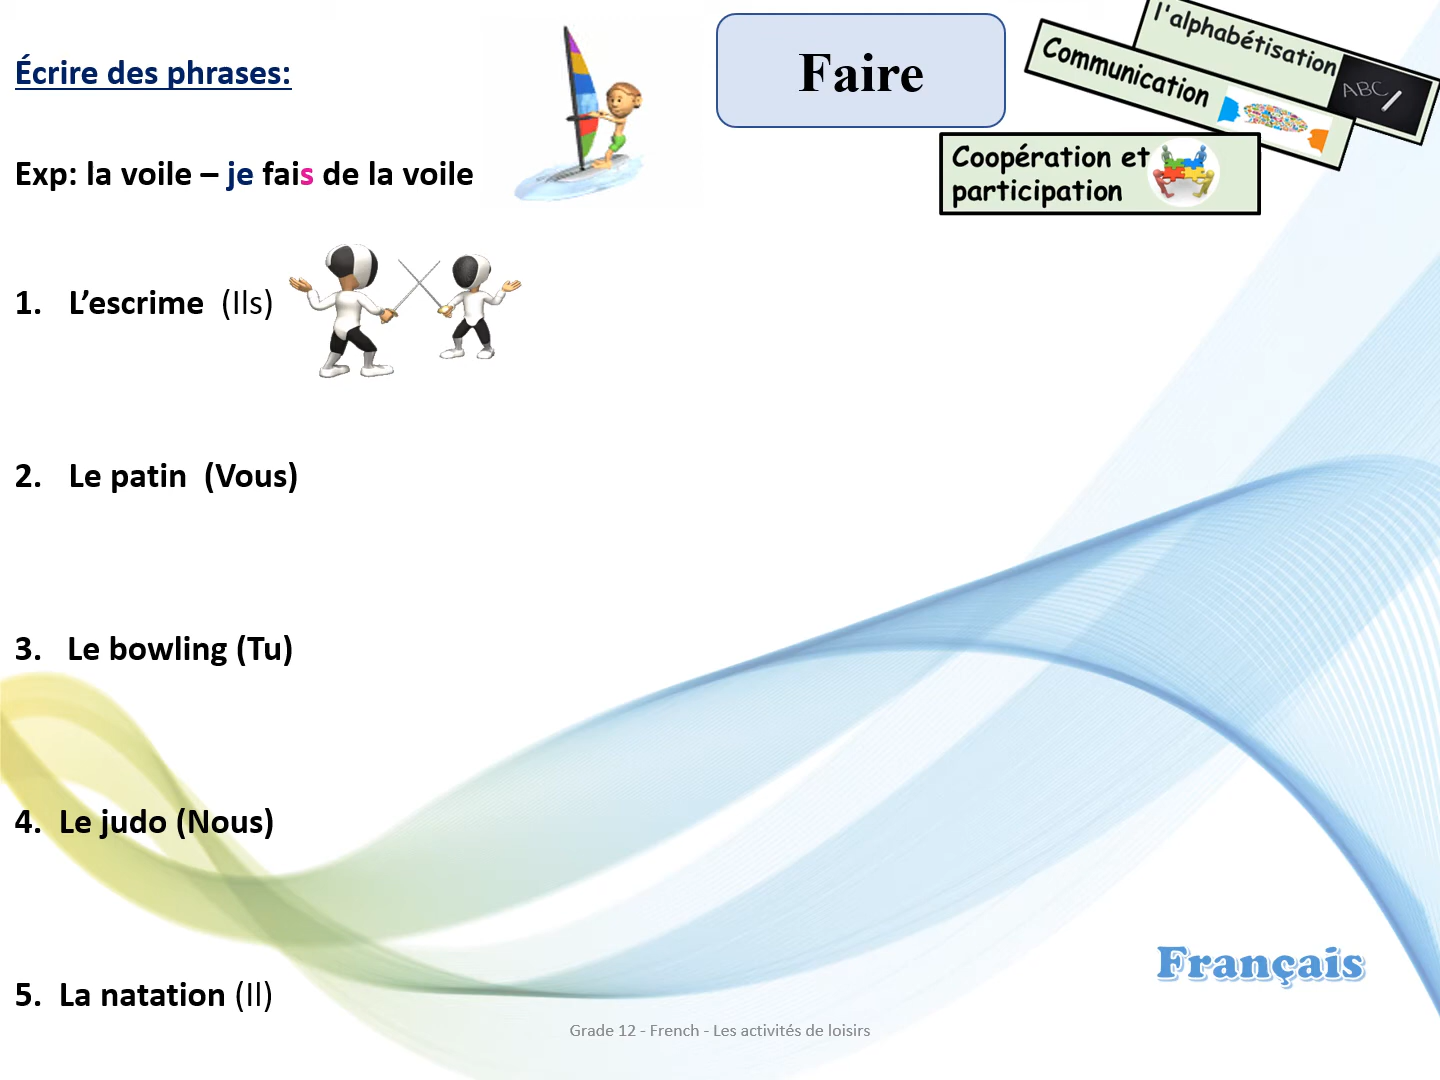 Écrire des phrases:
Faire
l'alphabétisation
ABC
Communication
Coopération et
participation
Exp: la voile – je fais de la voile
1. L’escrime (Ils)
2. Le patin (Vous)
3. Le bowling (Tu)
4. Le judo (Nous)
5. La natation (Il)
Français
Grade 12 - French - Les activités de loisirs